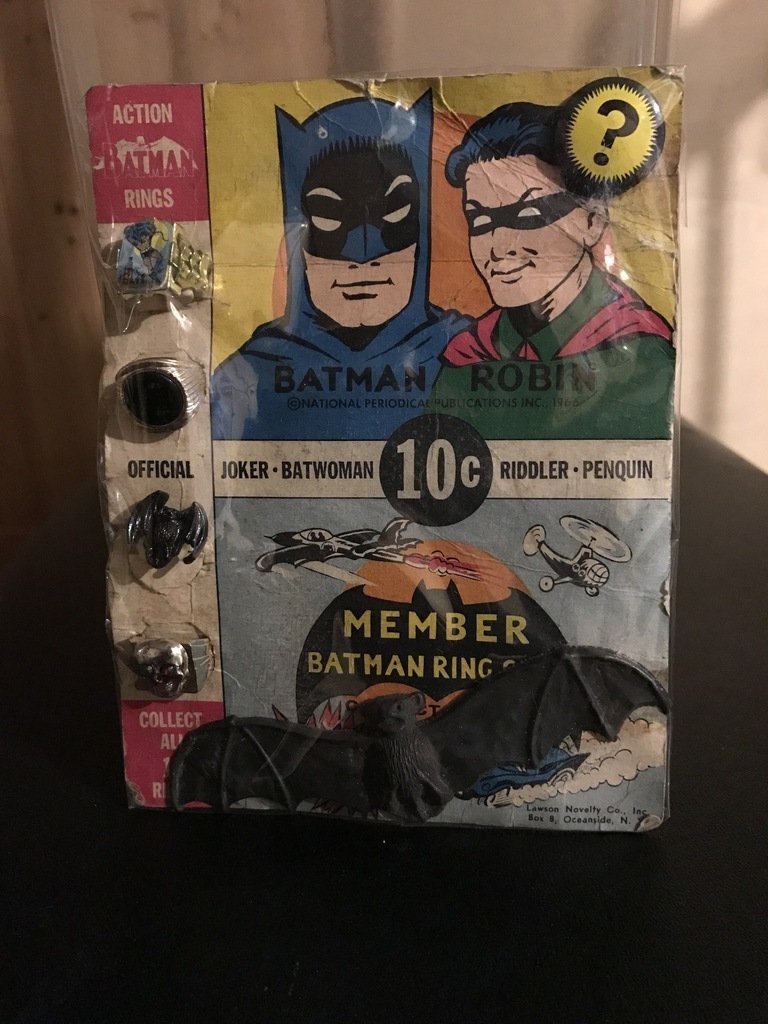 ACTION
BATMAN
RINGS
?
BATMAN ROBIN
©NATIONAL PERIODICAL PUBLICATIONS INC., 1966
OFFICIAL
JOKER · BATWOMAN 10c RIDDLER · PENQUIN
MEMBER
BATMAN RING
COLLECT
Lawson Novelty Co., Inc.
Box 8, Oceanside, N.